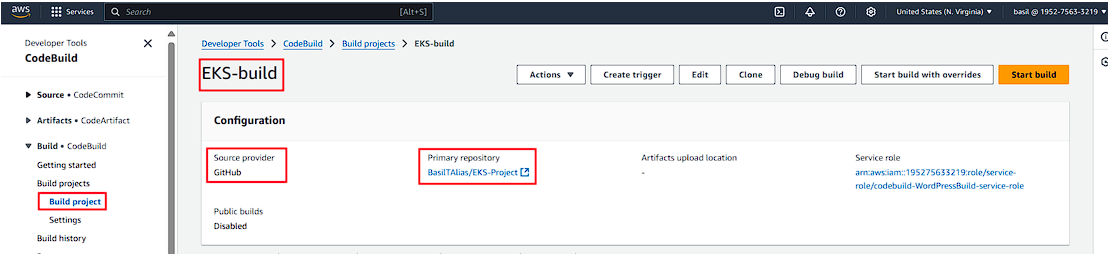 aws Services Search [Alt+S] United States (N. Virginia) basil @ 1952-7563-3219
Developer Tools
CodeBuild
Source • CodeCommit
Artifacts • CodeArtifact
Build • CodeBuild
Getting started
Build projects
Build project
Settings
Build history
Developer Tools > CodeBuild > Build projects > EKS-build
EKS-build
Actions Create trigger Edit Clone Debug build Start build with overrides Start build
Configuration
Source provider
GitHub
Primary repository
BasilTAlias/EKS-Project
Artifacts upload location
-
Service role
arn:aws:iam::195275633219:role/service-
role/codebuild-WordPressBuild-service-role
Public builds
Disabled